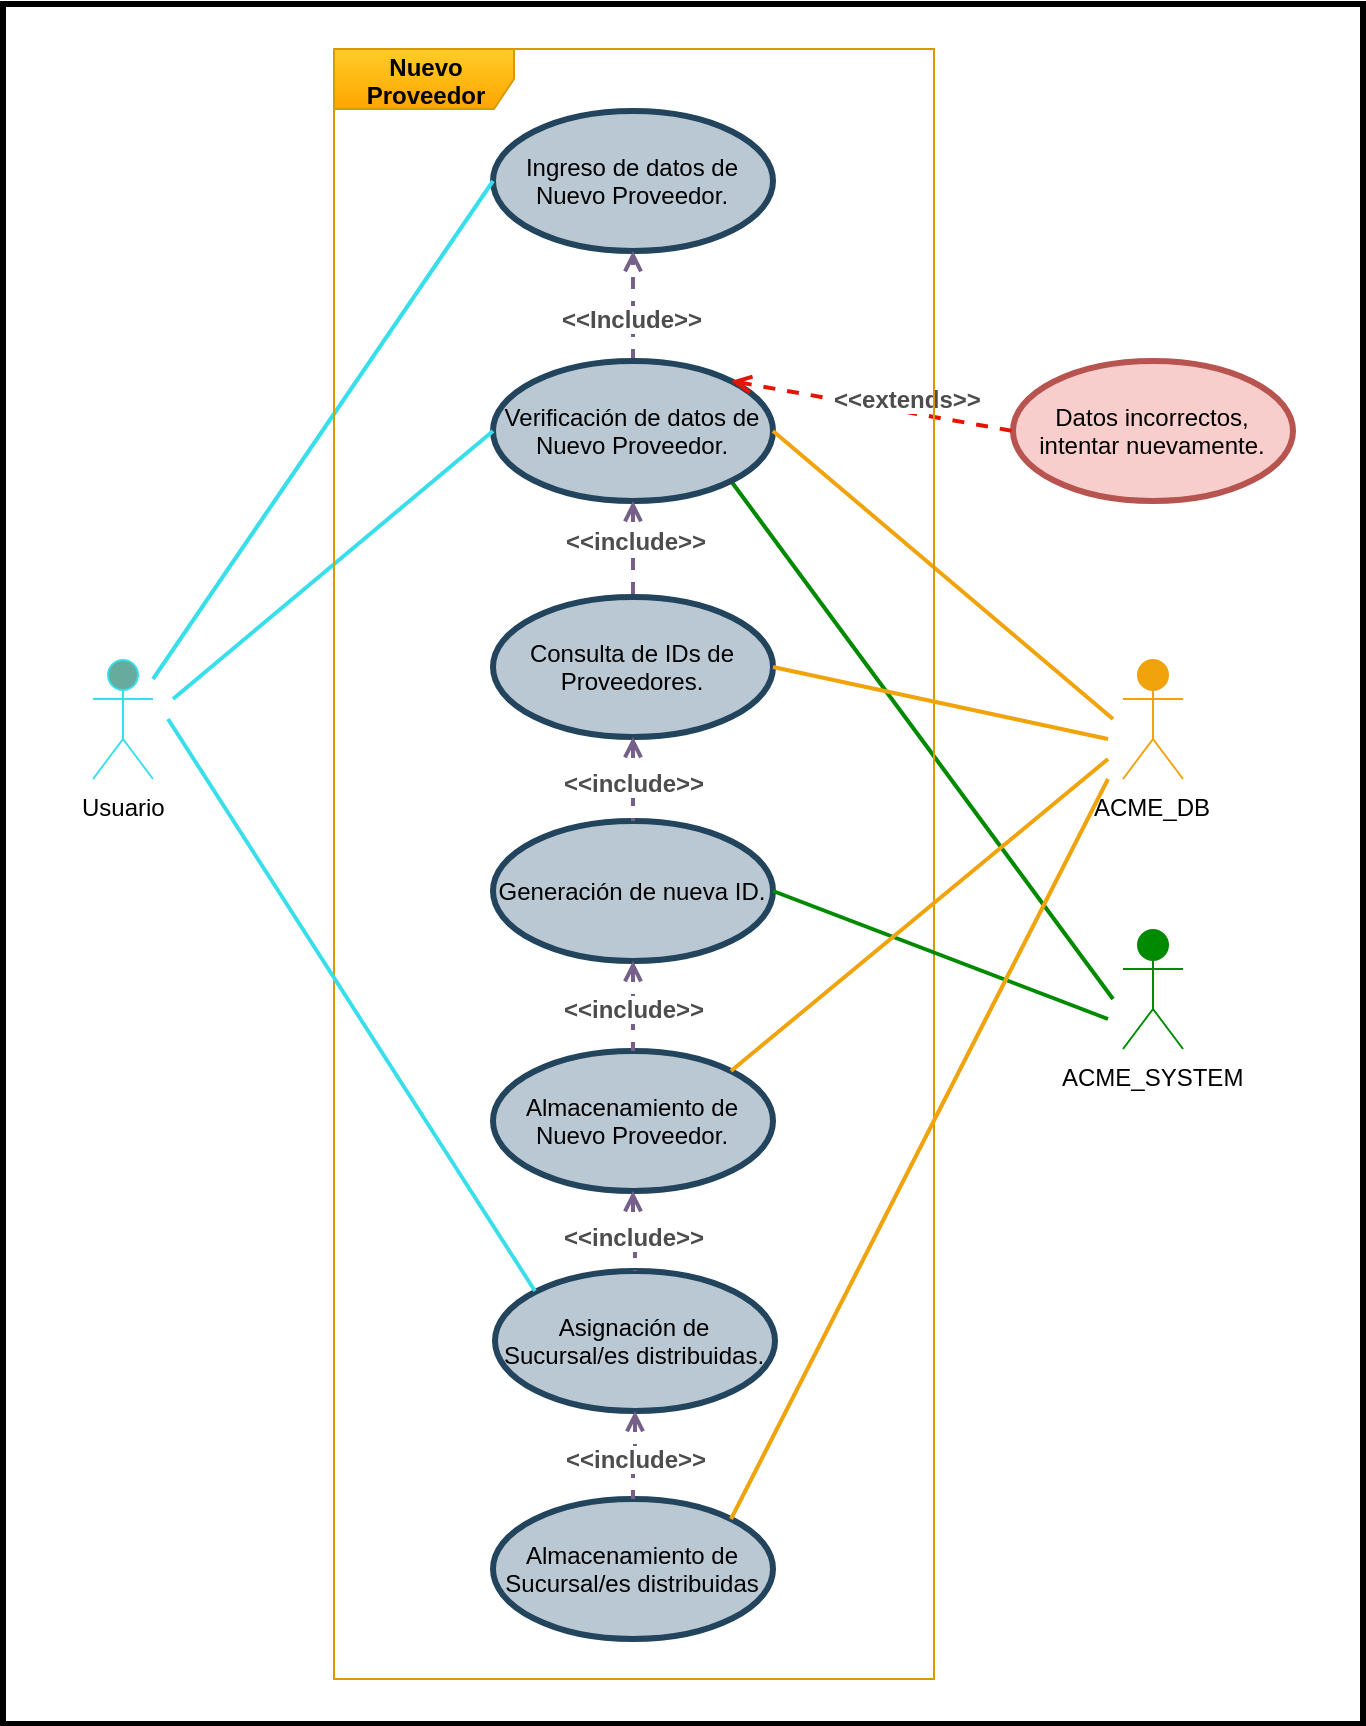 Nuevo
Proveedor
Ingreso de datos de
Nuevo Proveedor.
<<Include>>
<<extends>>
Verificación de datos de
Nuevo Proveedor.
Datos incorrectos,
intentar nuevamente.
<<include>>
Consulta de IDs de
Proveedores.
<<include>>
Usuario
ACME_DB
Generación de nueva ID.
<<include>>
ACME_SYSTEM
Almacenamiento de
Nuevo Proveedor.
<<include>>
Asignación de
Sucursal/es distribuidas.
<<include>>
Almacenamiento de
Sucursal/es distribuidas